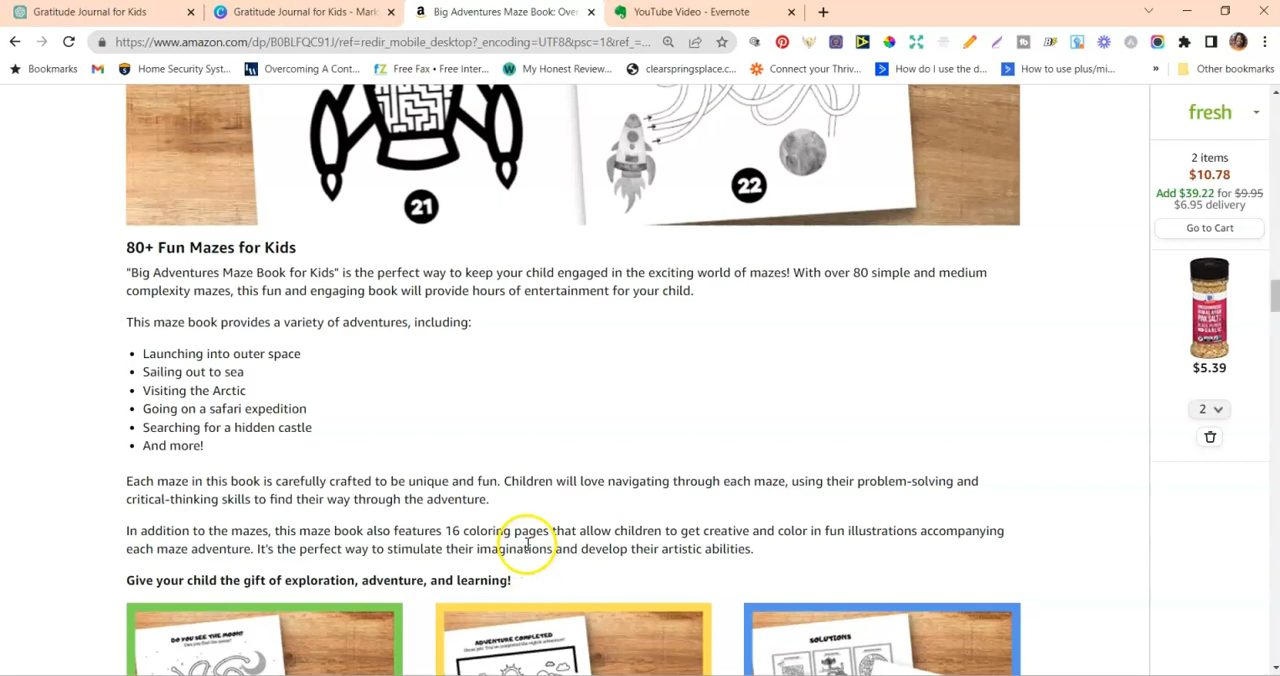 Gratitude Journal for Kids
Gratitude Journal for Kids - Mark
Big Adventures Maze Book: Over
YouTube Video - Evernote
https://www.amazon.com/dp/B0BLFQC91J/ref=redir_mobile_desktop?_encoding=UTF8&psc=1&ref_=...
Bookmarks
Home Security Syst...
Overcoming A Cont...
Free Fax • Free Inter...
My Honest Review...
clearspringsplace.c...
Connect your Thriv...
How do I use the d...
How to use plus/mi...
»
Other bookmarks
21
22
fresh
2 items
$10.78
Add $39.22 for $9.95
$6.95 delivery
Go to Cart
$5.39
2
80+ Fun Mazes for Kids
"Big Adventures Maze Book for Kids" is the perfect way to keep your child engaged in the exciting world of mazes! With over 80 simple and medium
complexity mazes, this fun and engaging book will provide hours of entertainment for your child.
This maze book provides a variety of adventures, including:
• Launching into outer space
• Sailing out to sea
• Visiting the Arctic
• Going on a safari expedition
• Searching for a hidden castle
• And more!
Each maze in this book is carefully crafted to be unique and fun. Children will love navigating through each maze, using their problem-solving and
critical-thinking skills to find their way through the adventure.
In addition to the mazes, this maze book also features 16 coloring pages that allow children to get creative and color in fun illustrations accompanying
each maze adventure. It's the perfect way to stimulate their imaginations and develop their artistic abilities.
Give your child the gift of exploration, adventure, and learning!
DO YOU SEE THE MOON?
ADVENTURE COMPLETED
SOLUTIONS